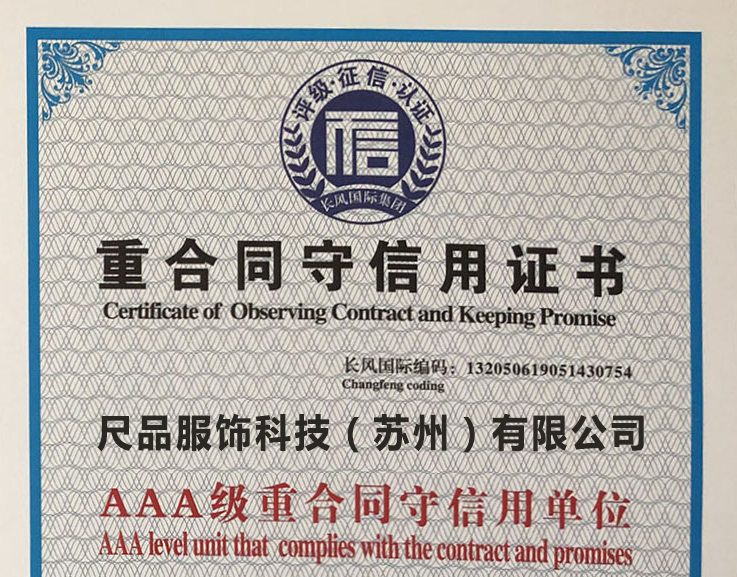 评级·征信·认证
信
长风国际集团
重合同守信用证书
Certificate of Observing Contract and Keeping Promise
长风国际编码：132050619051430754
Changfeng coding
尺品服饰科技（苏州）有限公司
AAA级重合同守信用单位
AAA level unit that complies with the contract and promises